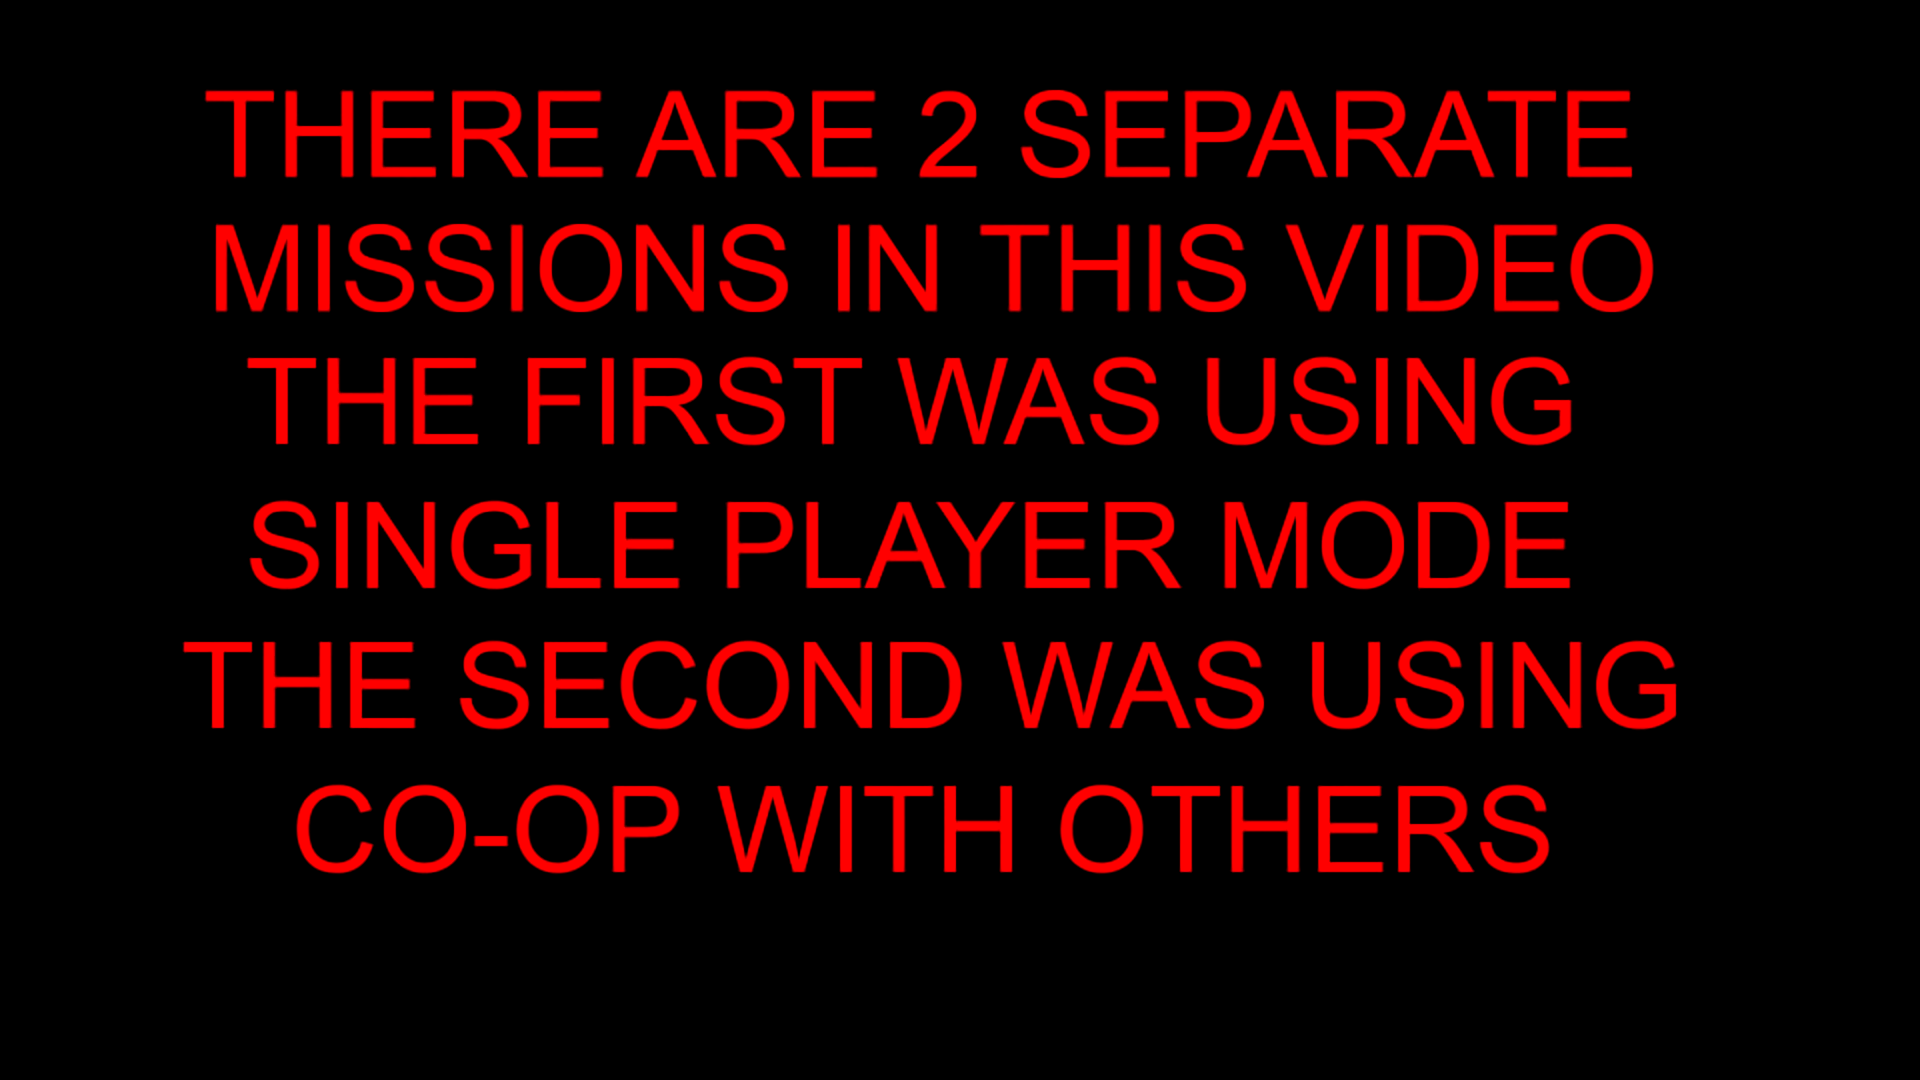 THERE ARE 2 SEPARATE
MISSIONS IN THIS VIDEO
THE FIRST WAS USING
SINGLE PLAYER MODE
THE SECOND WAS USING
CO-OP WITH OTHERS